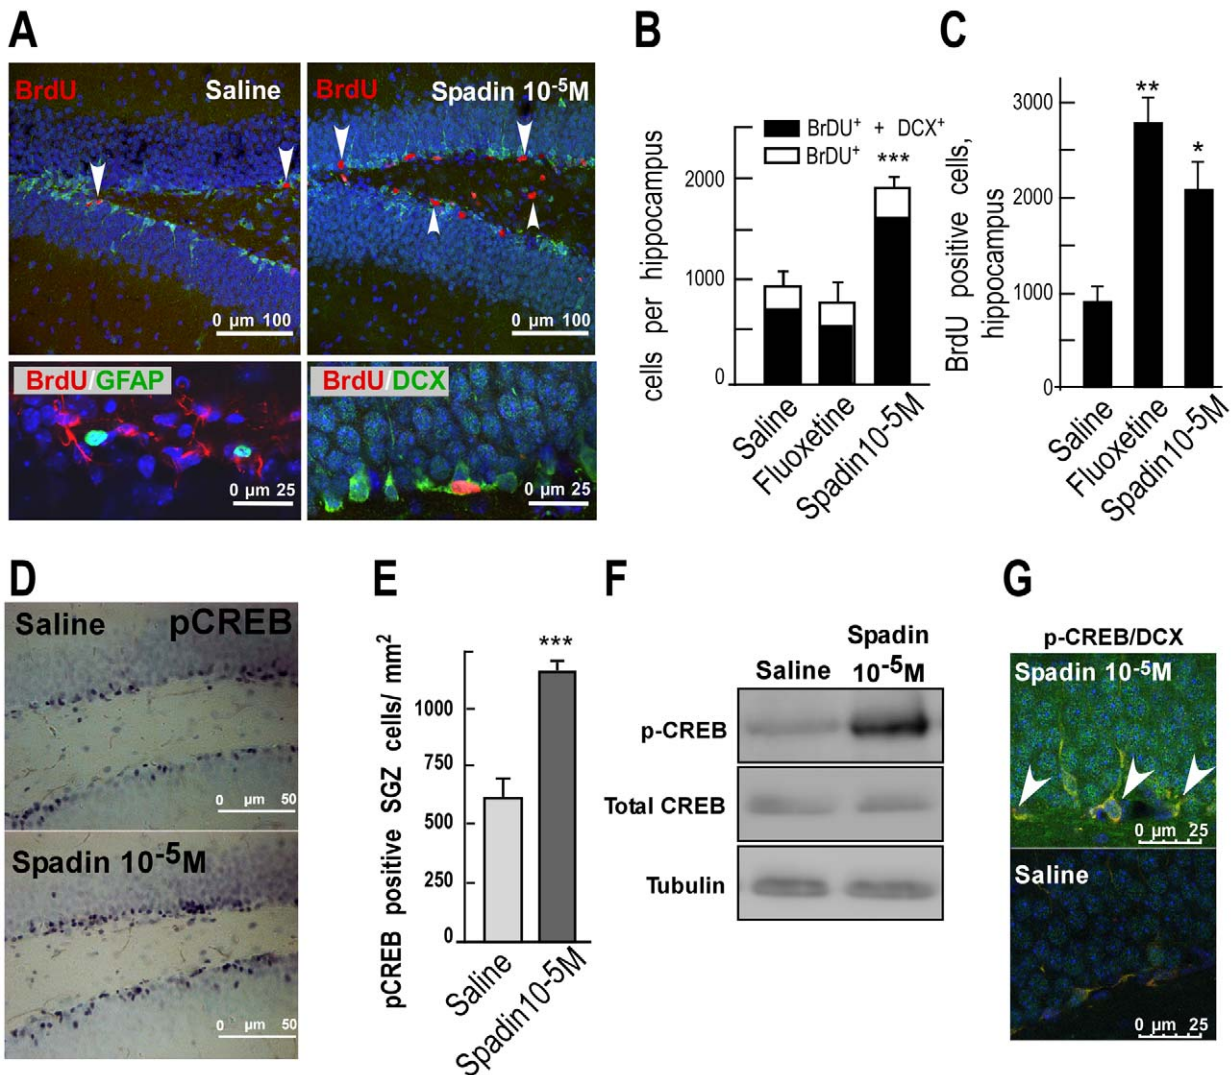 A
BrdU
Saline
0 µm 100
BrdU
Spadin 10-5M
0 µm 100
BrdU/GFAP
0 µm 25
BrdU/DCX
0 µm 25
B
cells per hippocampus
2000
1000
0
BrDU+ + DCX+
BrDU+
***
Saline
Fluoxetine
Spadin10-5M
C
BrdU positive cells,
hippocampus
3000
2000
1000
0
**
*
Saline
Fluoxetine
Spadin10-5M
D
Saline
pCREB
0 µm 50
Spadin 10-5M
0 µm 50
E
pCREB positive SGZ cells/ mm2
1000
750
500
250
0
***
Saline
Spadin10-5M
F
Saline
Spadin
10-5M
p-CREB
Total CREB
Tubulin
G
p-CREB/DCX
Spadin 10-5M
0 µm 25
Saline
0 µm 25